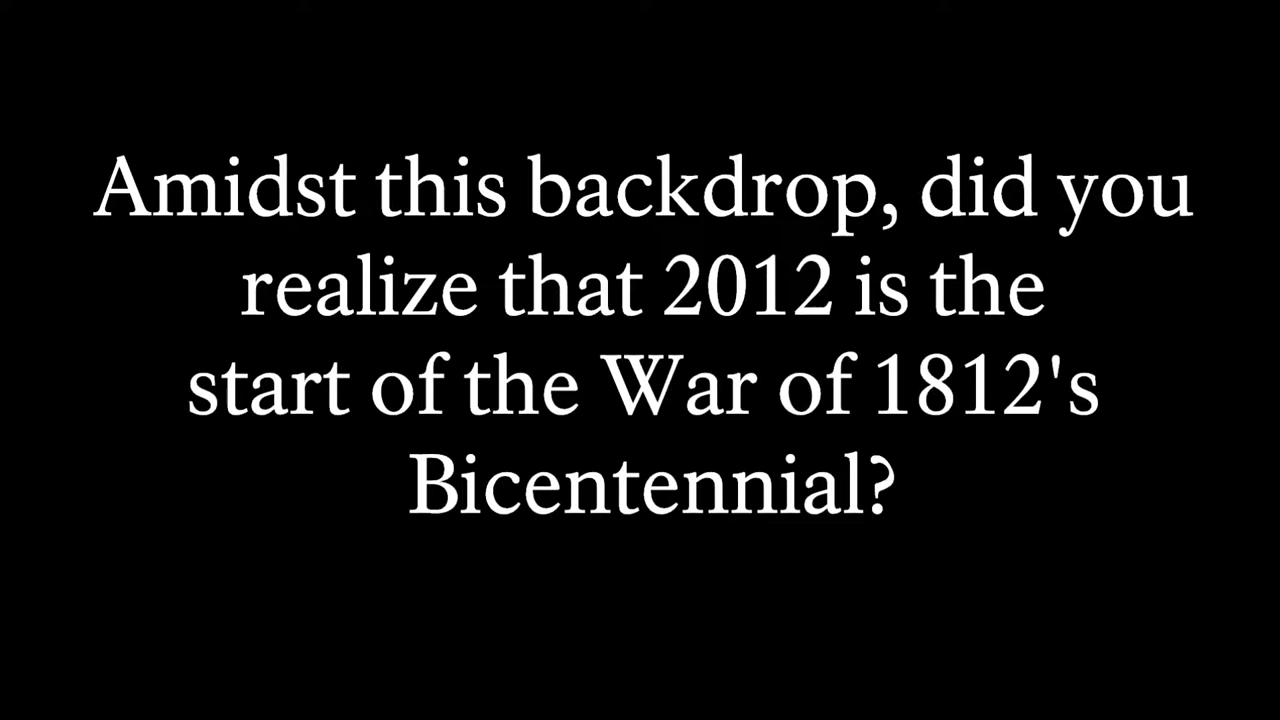 Amidst this backdrop, did you
realize that 2012 is the
start of the War of 1812's
Bicentennial?